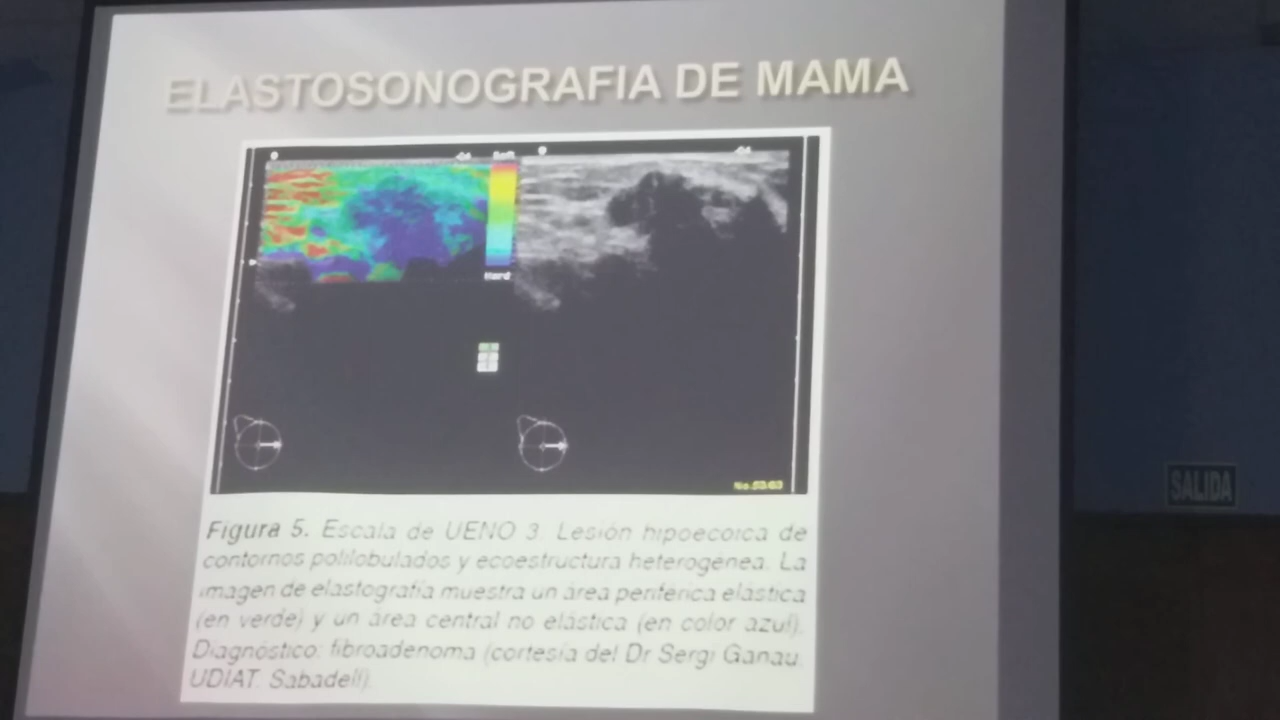 ELASTOSONOGRAFIA DE MAMA
Soft
Hard
Figura 5. Escala de UENO 3. Lesión hipoecoica de
contornos polilobulados y ecoestructura heterogénea. La
imagen de elastografía muestra un área periférica elástica
(en verde) y un área central no elástica (en color azul).
Diagnóstico: fibroadenoma (cortesía del Dr Sergi Ganau.
UDIAT. Sabadell).
SALIDA